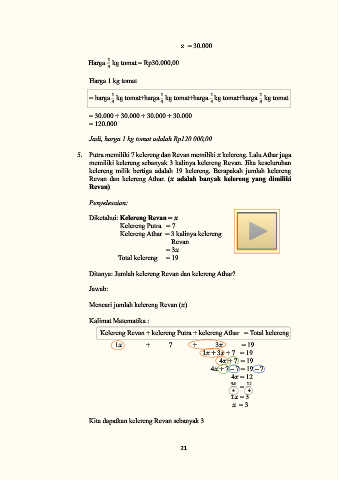 x = 30.000
Harga 1/4 kg tomat = Rp30.000,00
Harga 1 kg tomat
= harga 1/4 kg tomat+harga 1/4 kg tomat+harga 1/4 kg tomat+harga 1/4 kg tomat
= 30.000 + 30.000 + 30.000 + 30.000
= 120.000
Jadi, harga 1 kg tomat adalah Rp120.000,00
5. Putra memiliki 7 kelereng dan Revan memiliki x kelereng. Lalu Athar juga
memiliki kelereng sebanyak 3 kalinya kelereng Revan. Jika keseluruhan
kelereng milik bertiga adalah 19 kelereng. Berapakah jumlah kelereng
Revan dan kelereng Athar. (x adalah banyak kelereng yang dimiliki
Revan)
Penyelesaian:
Diketahui: Kelereng Revan = x
Kelereng Putra = 7
Kelereng Athar = 3 kalinya kelereng
Revan
= 3x
Total kelereng = 19
Ditanya: Jumlah kelereng Revan dan kelereng Athar?
Jawab:
Mencari jumlah kelereng Revan (x)
Kalimat Matematika :
Kelereng Revan + kelereng Putra + kelereng Athar = Total kelereng
1x + 7 + 3x = 19
1x + 3x + 7 = 19
4x + 7 = 19
4x + 7 − 7 = 19 − 7
4x = 12
4x/4 = 12/4
1x = 3
x = 3
Kita dapatkan kelereng Revan sebanyak 3
21